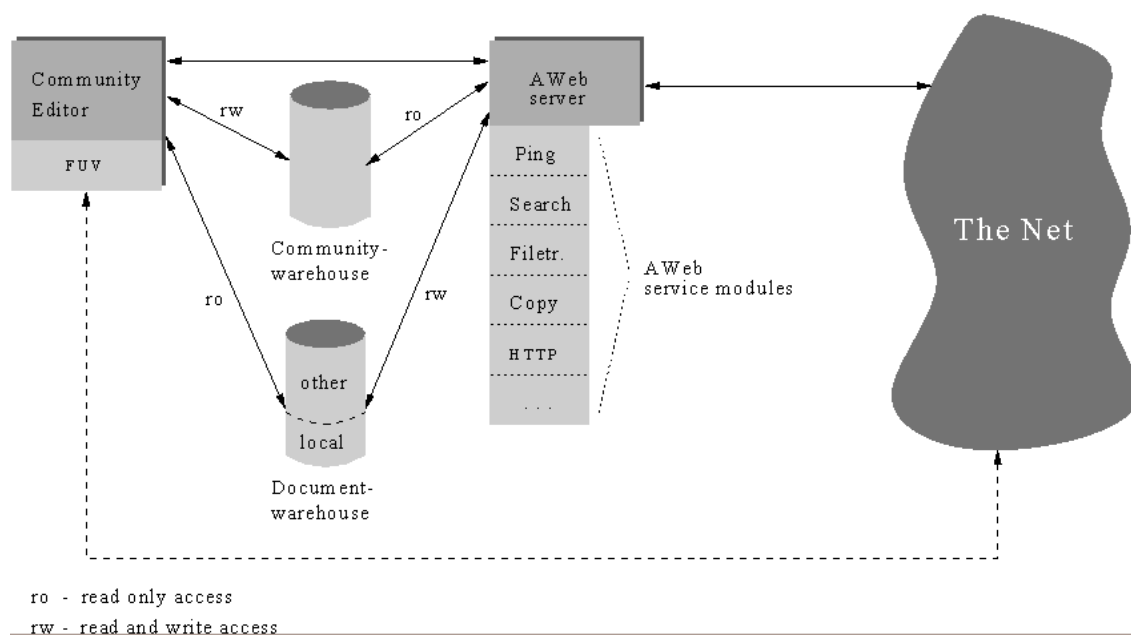 Community
Editor
FUV
rw
ro
AWeb
server
Ping
Search
Filetr.
Copy
HTTP
...
AWeb
service modules
The Net
Community-
warehouse
ro
rw
other
local
Document-
warehouse
ro - read only access
rw - read and write access